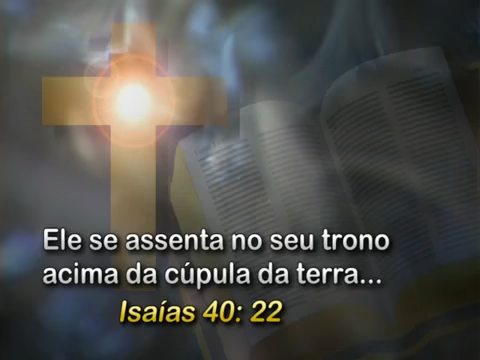 Ele se assenta no seu trono
acima da cúpula da terra...
Isaías 40: 22